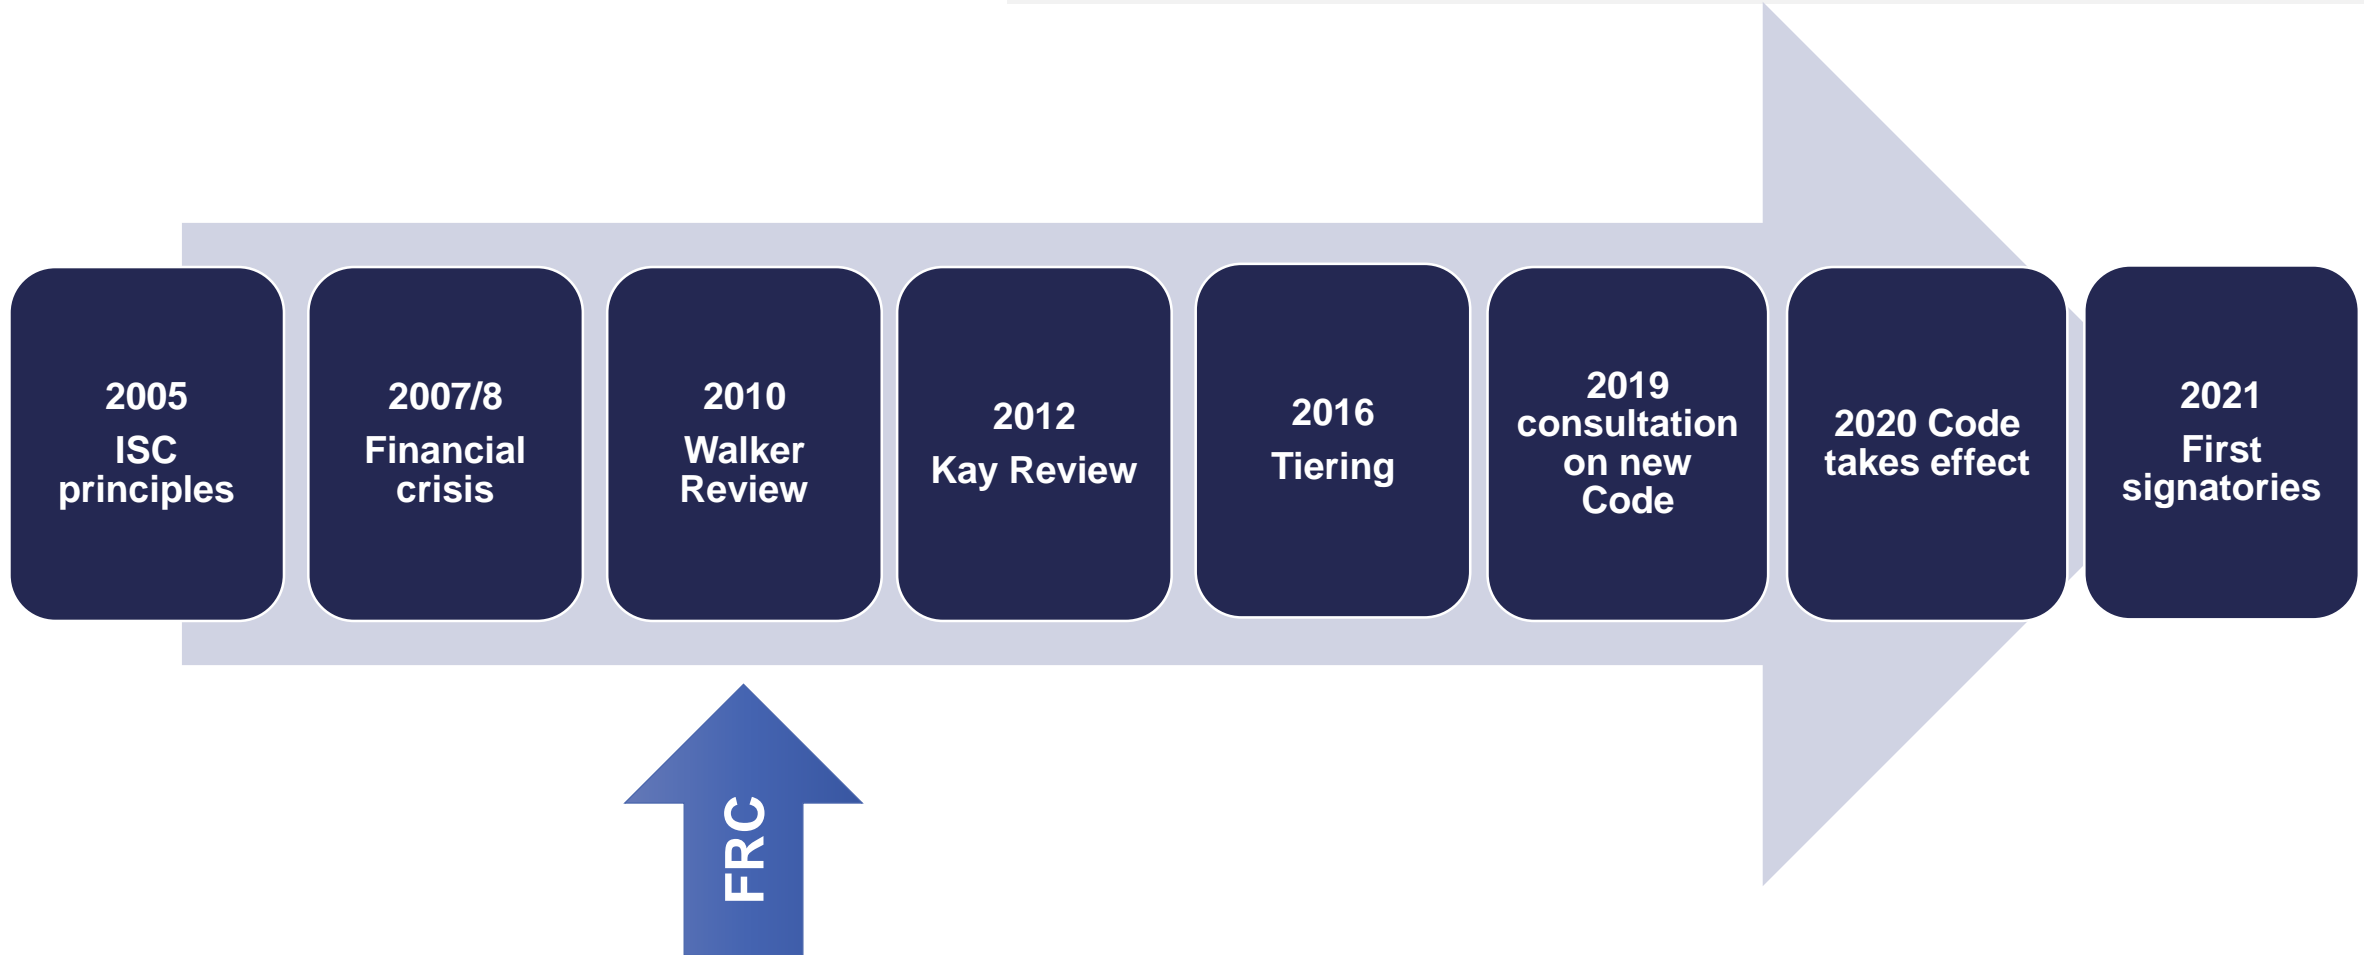 2005
ISC
principles
2007/8
Financial
crisis
2010
Walker
Review
2012
Kay Review
2016
Tiering
2019
consultation
on new
Code
2020 Code
takes effect
2021
First
signatories
FRC